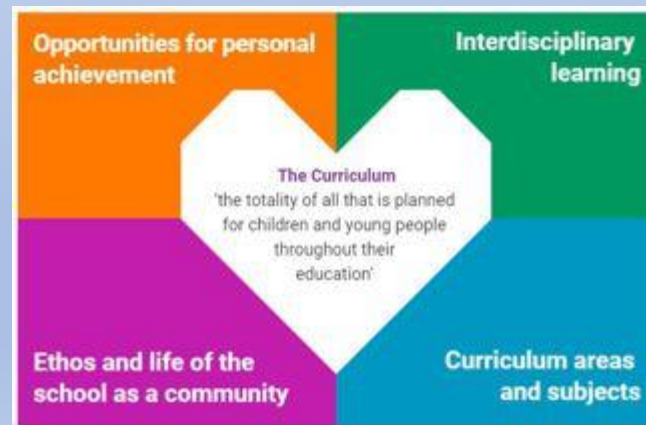 Opportunities for personal
achievement
Interdisciplinary
learning
The Curriculum
'the totality of all that is planned
for children and young people
throughout their
education'
Ethos and life of the
school as a community
Curriculum areas
and subjects